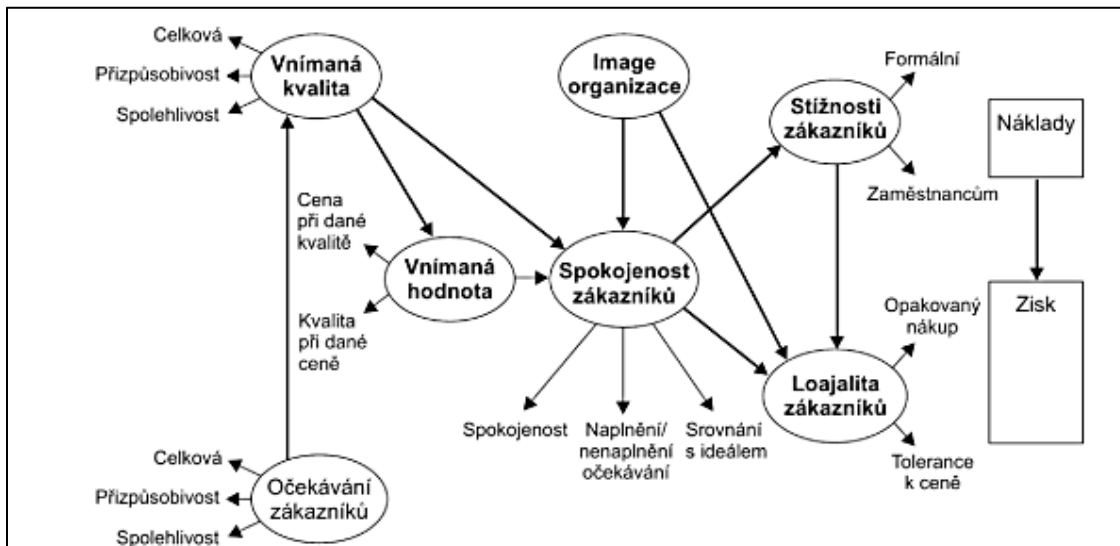 Celková
Přizpůsobivost
Spolehlivost
Vnímaná
kvalita
Image
organizace
Formální
Stížnosti
zákazníků
Zaměstnancům
Náklady
Cena
při dané
kvalitě
Vnímaná
hodnota
Kvalita
při dané
ceně
Spokojenost
zákazníků
Opakovaný
nákup
Zisk
Loajalita
zákazníků
Tolerance
k ceně
Spokojenost
Naplnění/
nenaplnění
očekávání
Srovnání
s ideálem
Celková
Přizpůsobivost
Spolehlivost
Očekávání
zákazníků